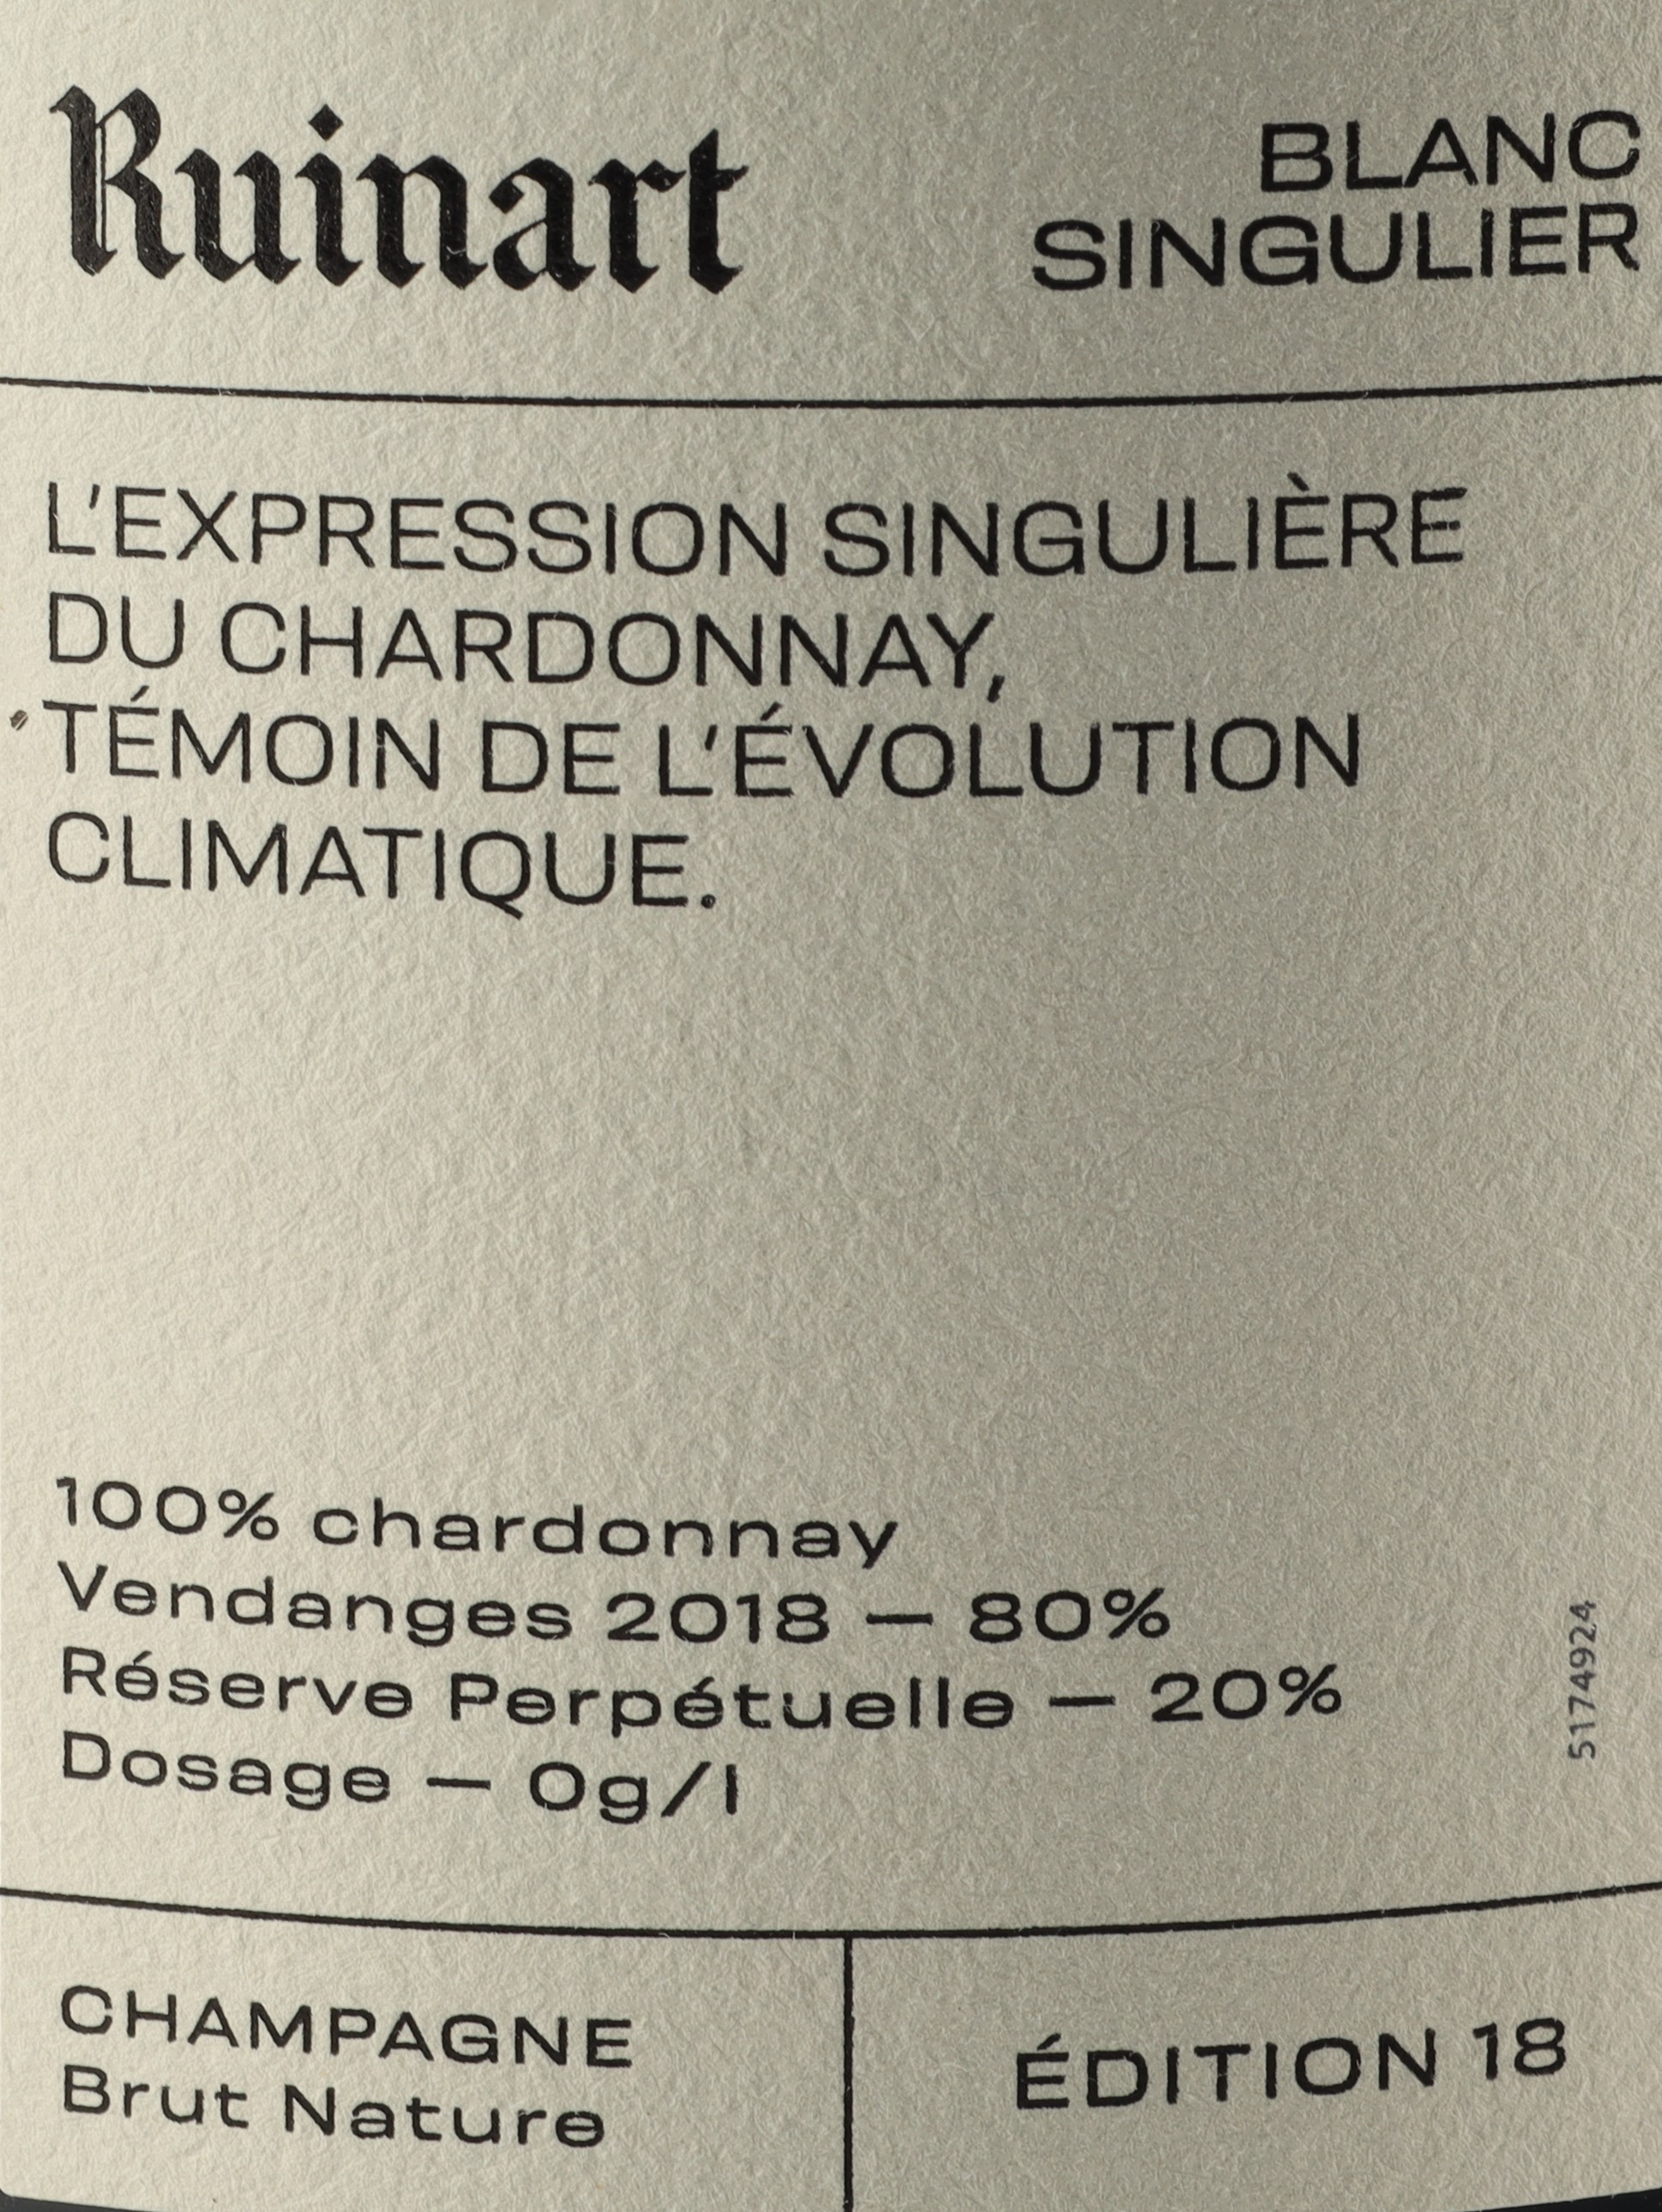 Ruinart
BLANC
SINGULIER
L'EXPRESSION SINGULIÈRE
DU CHARDONNAY,
TÉMOIN DE L'ÉVOLUTION
CLIMATIQUE.
100% chardonnay
Vendanges 2018 — 80%
Réserve Perpétuelle — 20%
Dosage — 0g/l
5174924
CHAMPAGNE
Brut Nature
ÉDITION 18